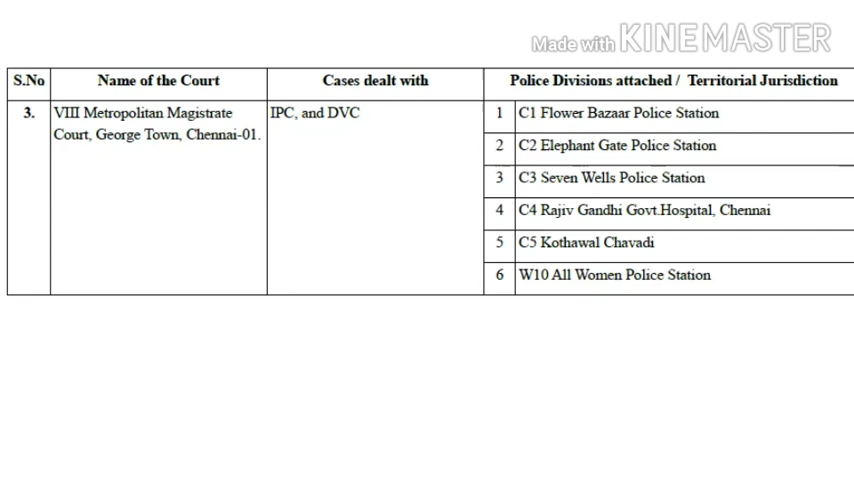 Made with KINEMASTER
S.No Name of the Court Cases dealt with Police Divisions attached / Territorial Jurisdiction
3. VIII Metropolitan Magistrate IPC, and DVC 1 C1 Flower Bazaar Police Station
Court, George Town, Chennai-01.
2 C2 Elephant Gate Police Station
3 C3 Seven Wells Police Station
4 C4 Rajiv Gandhi Govt.Hospital, Chennai
5 C5 Kothawal Chavadi
6 W10 All Women Police Station